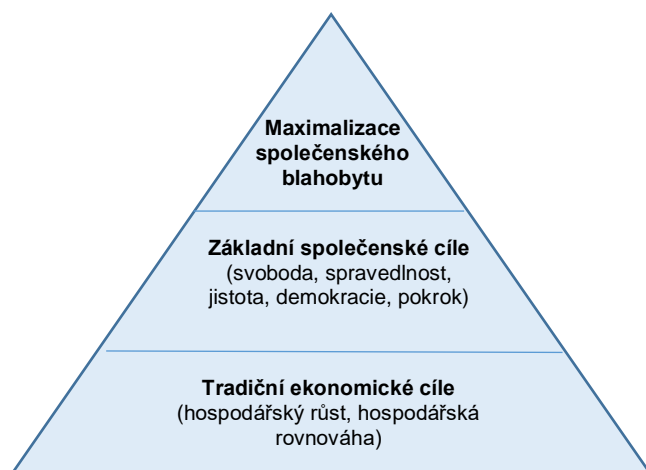 Maximalizace
společenského
blahobytu
Základní společenské cíle
(svoboda, spravedlnost,
jistota, demokracie, pokrok)
Tradiční ekonomické cíle
(hospodářský růst, hospodářská
rovnováha)